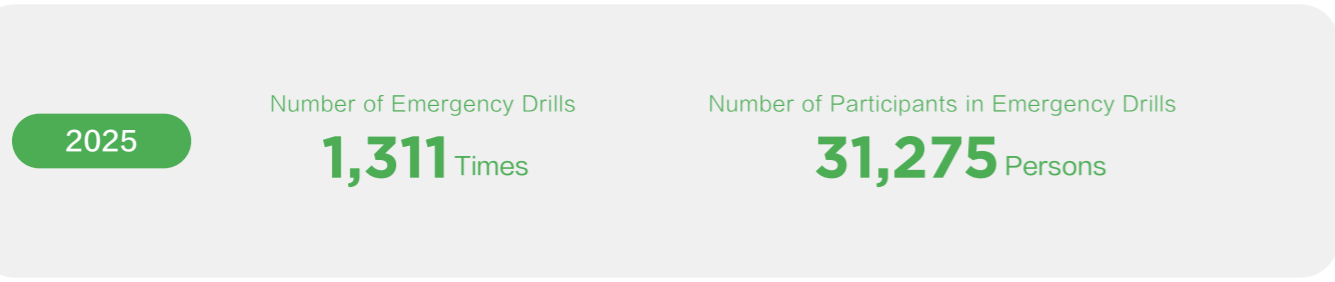 2025
Number of Emergency Drills
1,311 Times
Number of Participants in Emergency Drills
31,275 Persons